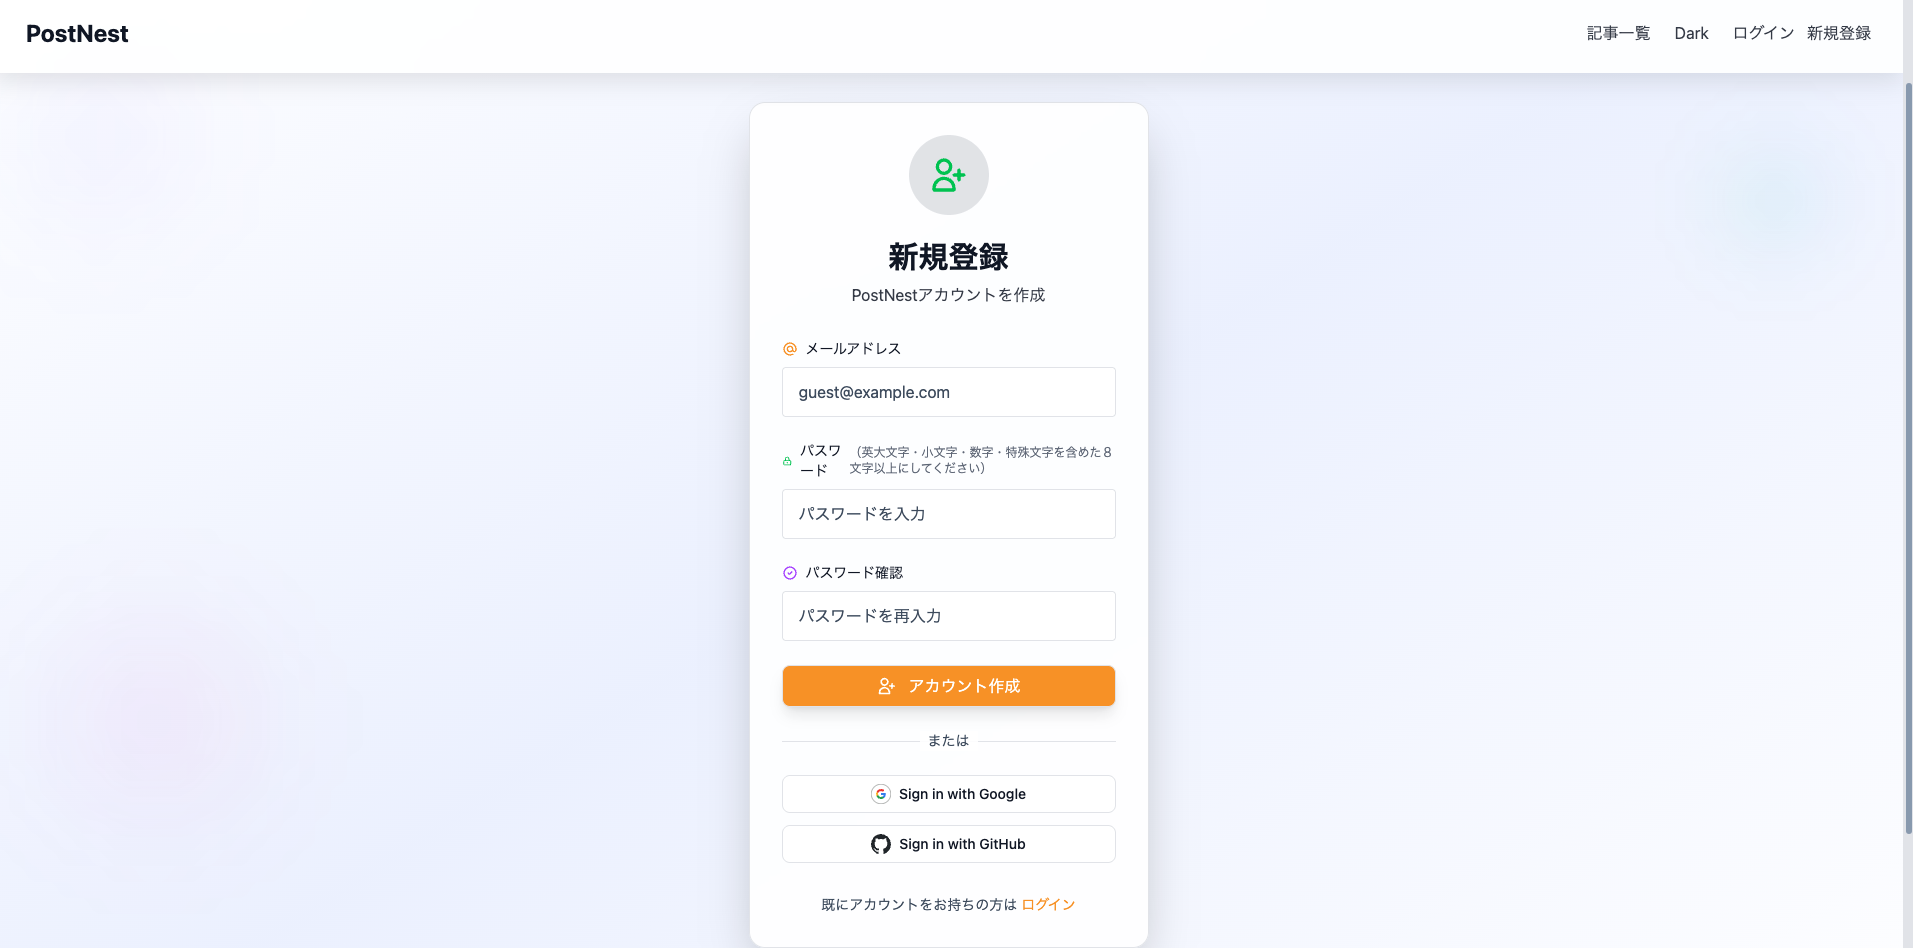 PostNest
記事一覧 Dark ログイン 新規登録
新規登録
PostNestアカウントを作成
メールアドレス
guest@example.com
パスワ
ード
（英大文字・小文字・数字・特殊文字を含めた８
文字以上にしてください）
パスワードを入力
パスワード確認
パスワードを再入力
アカウント作成
または
Sign in with Google
Sign in with GitHub
既にアカウントをお持ちの方は ログイン